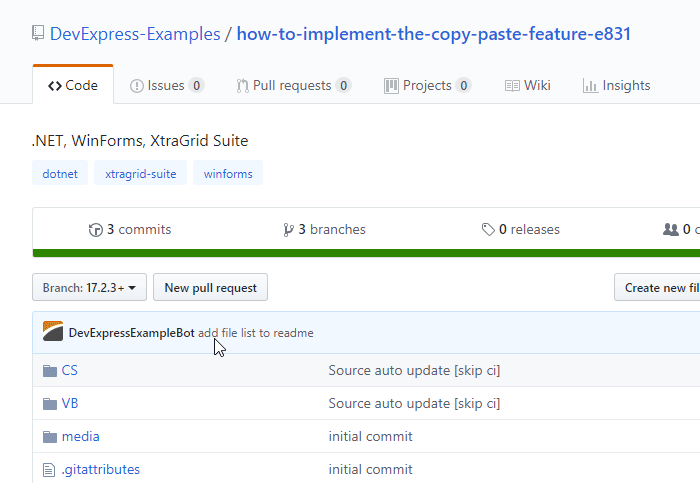 DevExpress-Examples / how-to-implement-the-copy-paste-feature-e831
Code Issues 0 Pull requests 0 Projects 0 Wiki Insights
.NET, WinForms, XtraGrid Suite
dotnet xtragrid-suite winforms
3 commits 3 branches 0 releases 0 c
Branch: 17.2.3+ New pull request Create new fil
DevExpressExampleBot add file list to readme
CS Source auto update [skip ci]
VB Source auto update [skip ci]
media initial commit
.gitattributes initial commit